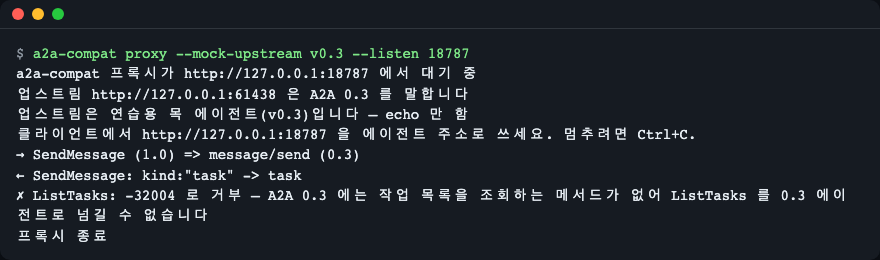 $ a2a-compat proxy --mock-upstream v0.3 --listen 18787
a2a-compat 프록시가 http://127.0.0.1:18787 에서 대기 중
업스트림 http://127.0.0.1:61438 은 A2A 0.3 를 말합니다
업스트림은 연습용 목 에이전트(v0.3)입니다 — echo 만 함
클라이언트에서 http://127.0.0.1:18787 을 에이전트 주소로 쓰세요. 멈추려면 Ctrl+C.
→ SendMessage (1.0) => message/send (0.3)
← SendMessage: kind:"task" -> task
✗ ListTasks: -32004 로 거부 — A2A 0.3 에는 작업 목록을 조회하는 메서드가 없어 ListTasks 를 0.3 에이
전트로 넘길 수 없습니다
프록시 종료